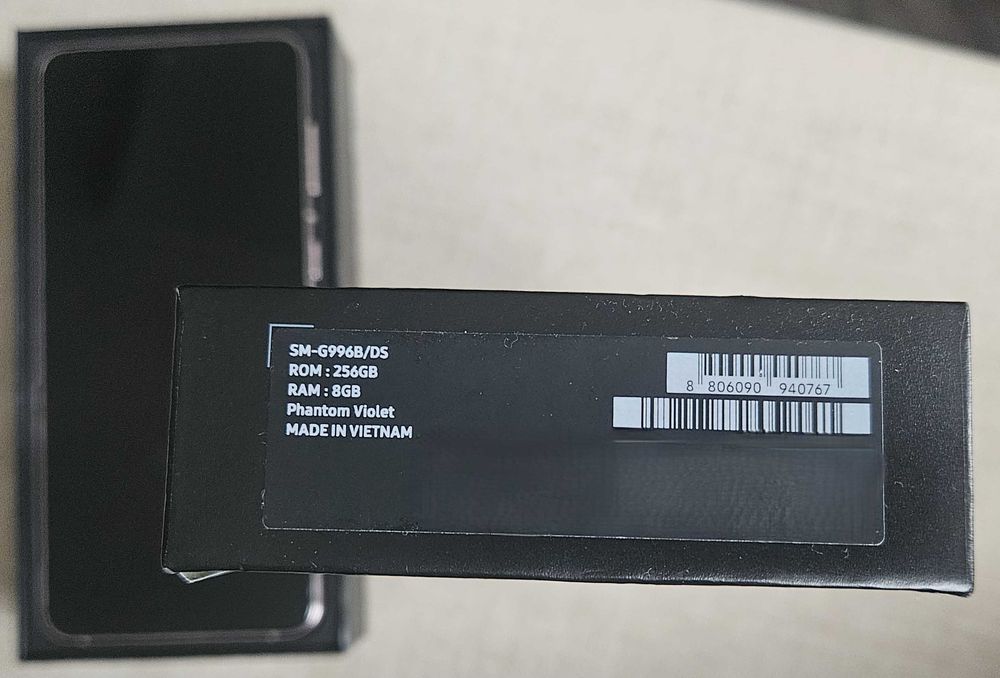 SM-G996B/DS
ROM : 256GB
RAM : 8GB
Phantom Violet
MADE IN VIETNAM
8 806090 940767